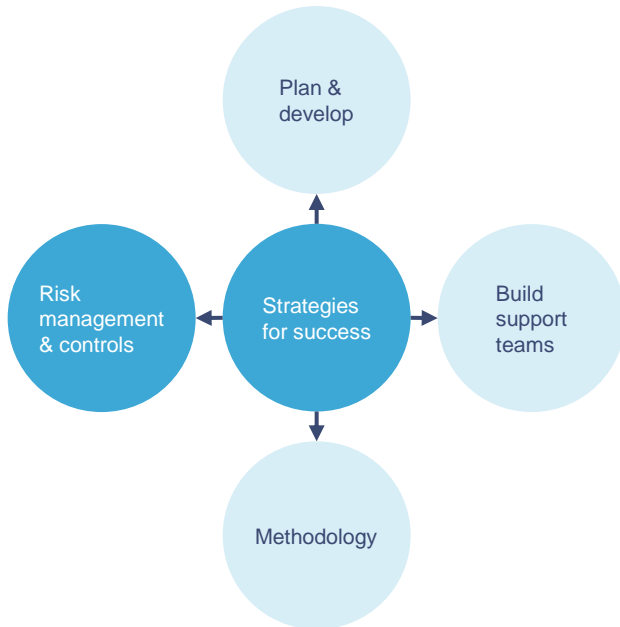 Plan &
develop
Risk
management
& controls
Strategies
for success
Build
support
teams
Methodology